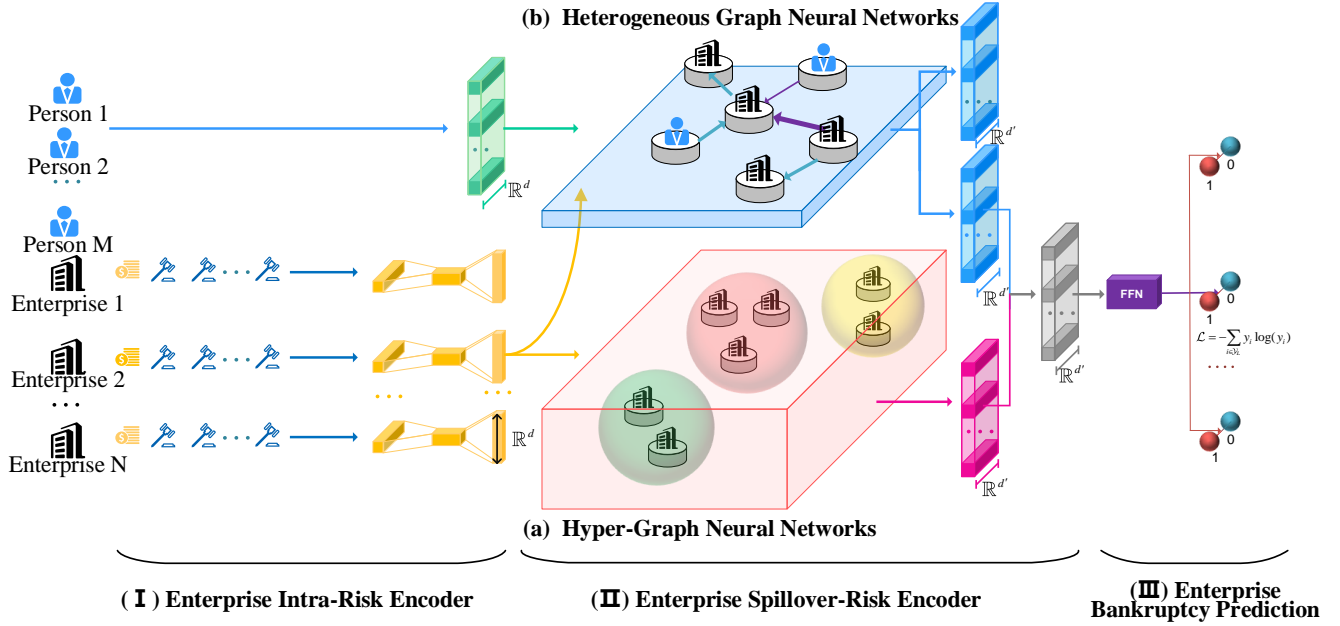 (b) Heterogeneous Graph Neural Networks
Person 1
Person 2
...
Person M
ℝ^d
ℝ^d'
ℝ^d'
Enterprise 1
$
...
Enterprise 2
$
...
...
Enterprise N
$
...
...
...
ℝ^d
ℝ^d'
ℝ^d'
FFN
0
1
0
1
ℒ = −∑_{i∈𝒴_L} y_i log(y_i)
.....
0
1
(a) Hyper-Graph Neural Networks
(Ⅰ) Enterprise Intra-Risk Encoder
(Ⅱ) Enterprise Spillover-Risk Encoder
(Ⅲ) Enterprise
Bankruptcy Prediction